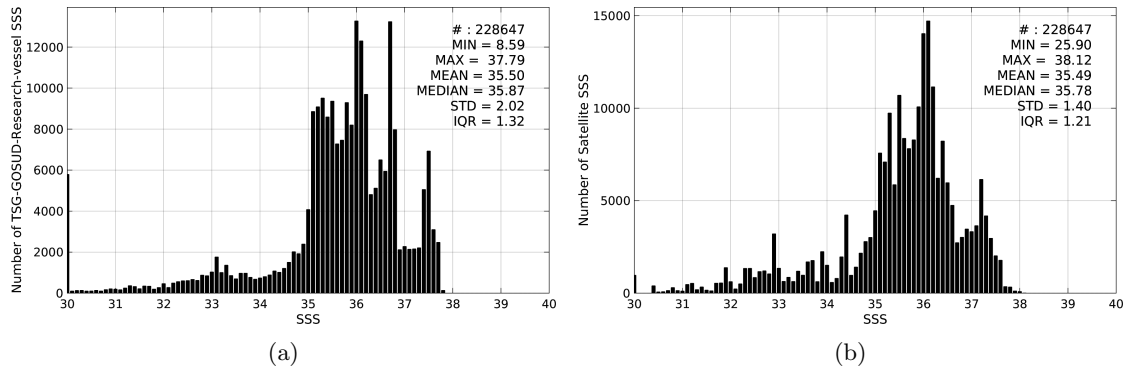 Number of TSG-GOSUD-Research-vessel SSS
12000
10000
8000
6000
4000
2000
0
# : 228647
MIN = 8.59
MAX = 37.79
MEAN = 35.50
MEDIAN = 35.87
STD = 2.02
IQR = 1.32
30 31 32 33 34 35 36 37 38 39 40
SSS
(a)
Number of Satellite SSS
15000
10000
5000
0
# : 228647
MIN = 25.90
MAX = 38.12
MEAN = 35.49
MEDIAN = 35.78
STD = 1.40
IQR = 1.21
30 31 32 33 34 35 36 37 38 39 40
SSS
(b)